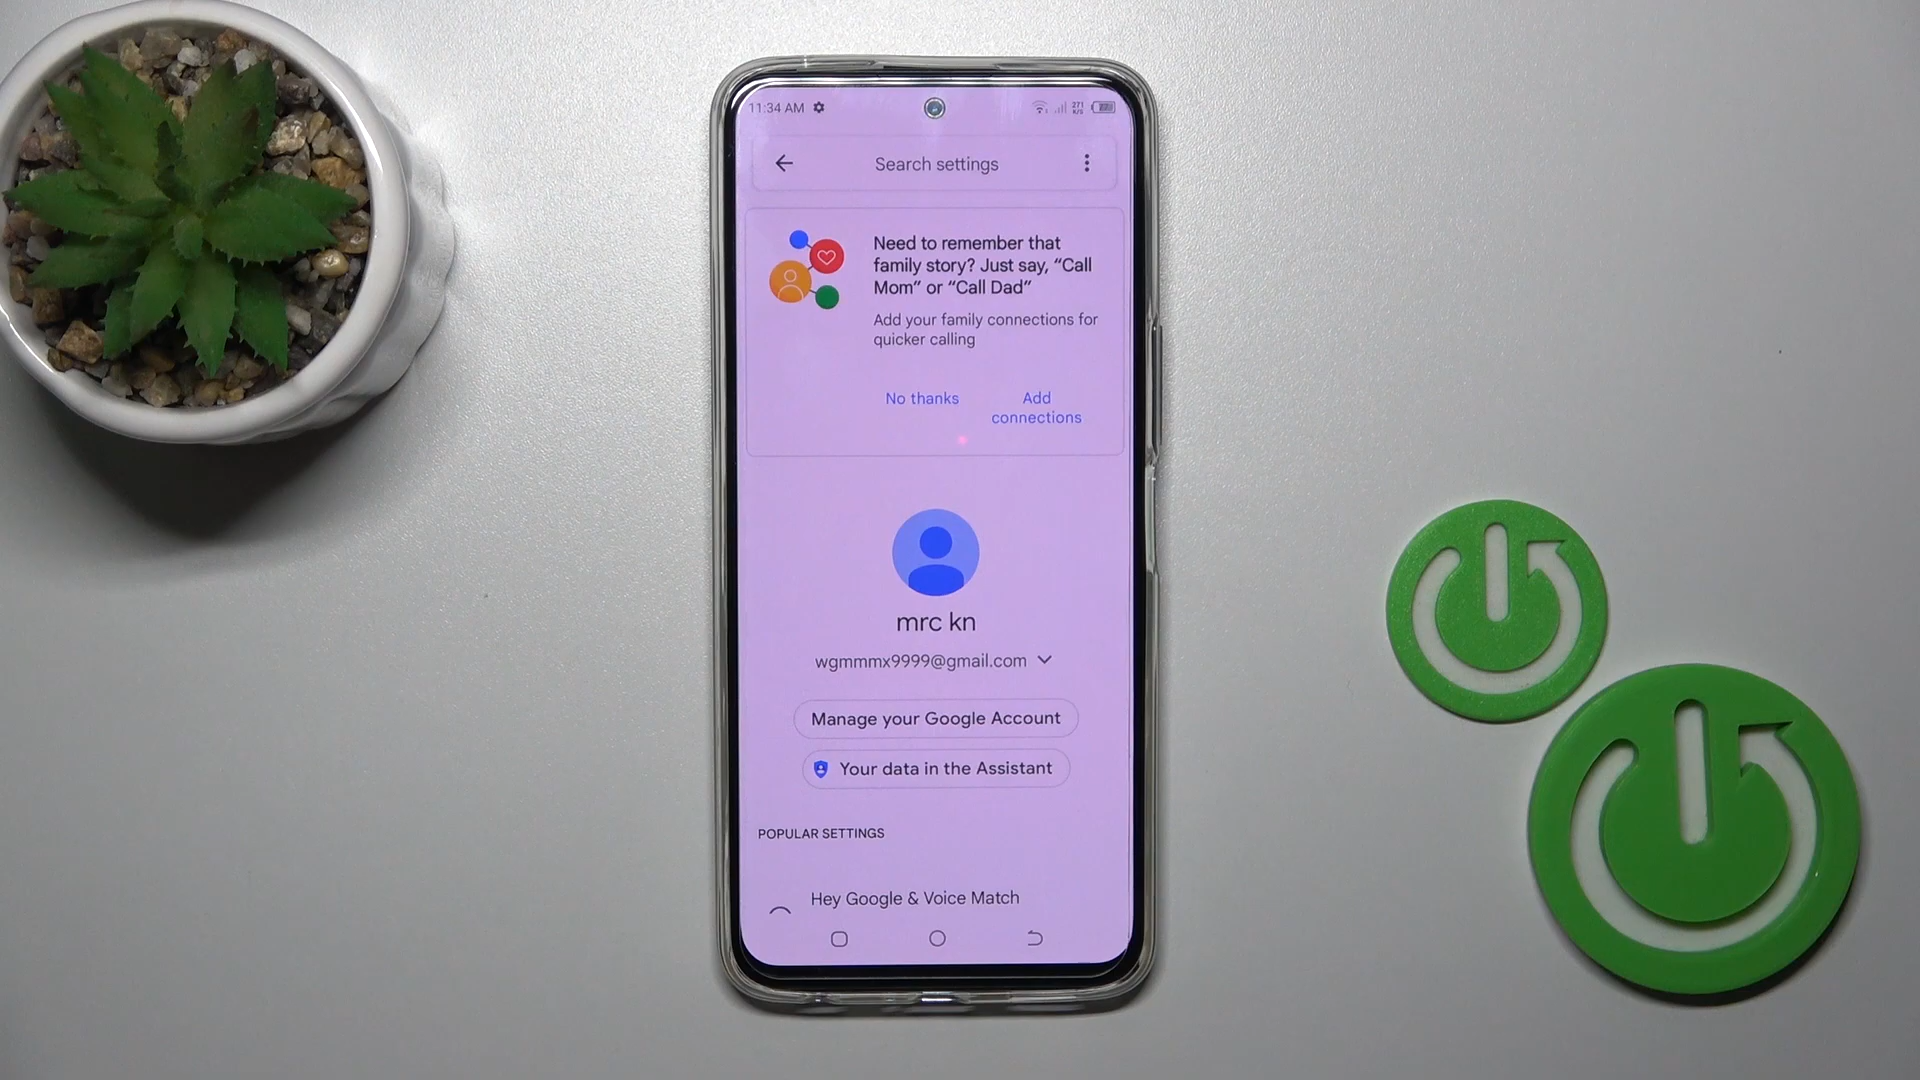 11:34 AM
271
K/S
Search settings
Need to remember that
family story? Just say, “Call
Mom” or “Call Dad”
Add your family connections for
quicker calling
No thanks
Add
connections
mrc kn
wgmmmx9999@gmail.com
Manage your Google Account
Your data in the Assistant
POPULAR SETTINGS
Hey Google & Voice Match